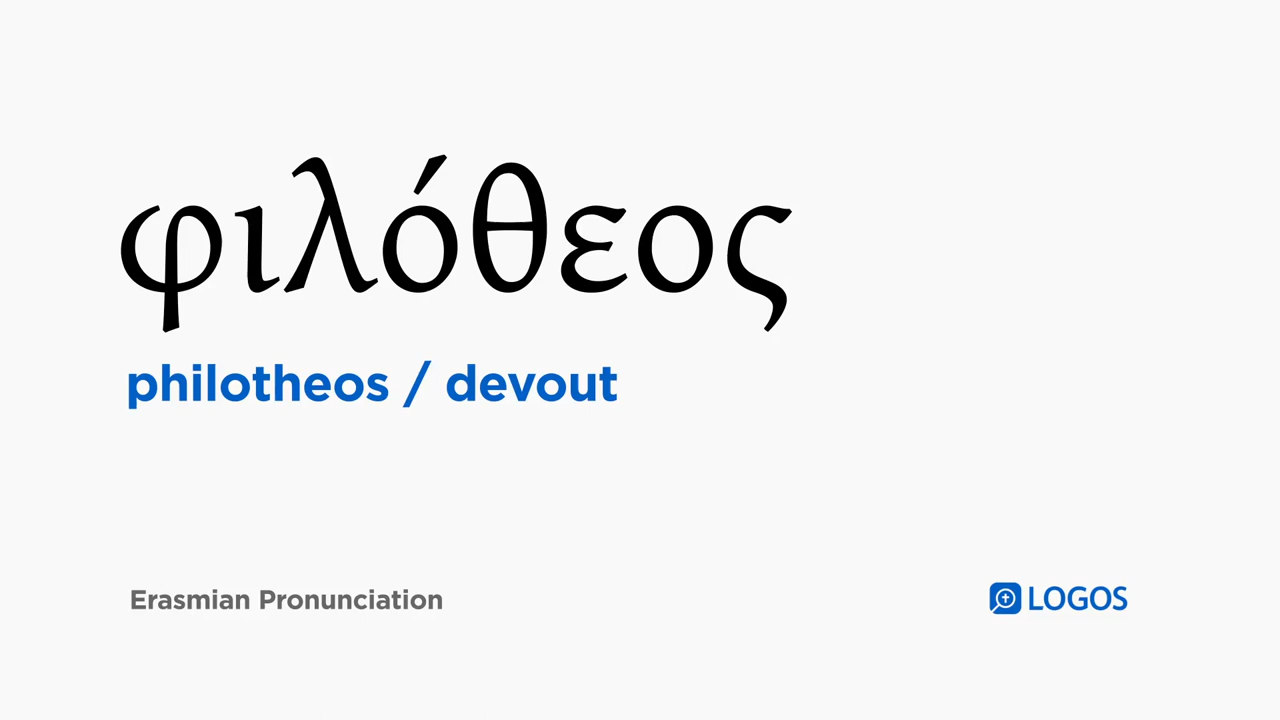 φιλόθεος
philotheos / devout
Erasmian Pronunciation
LOGOS